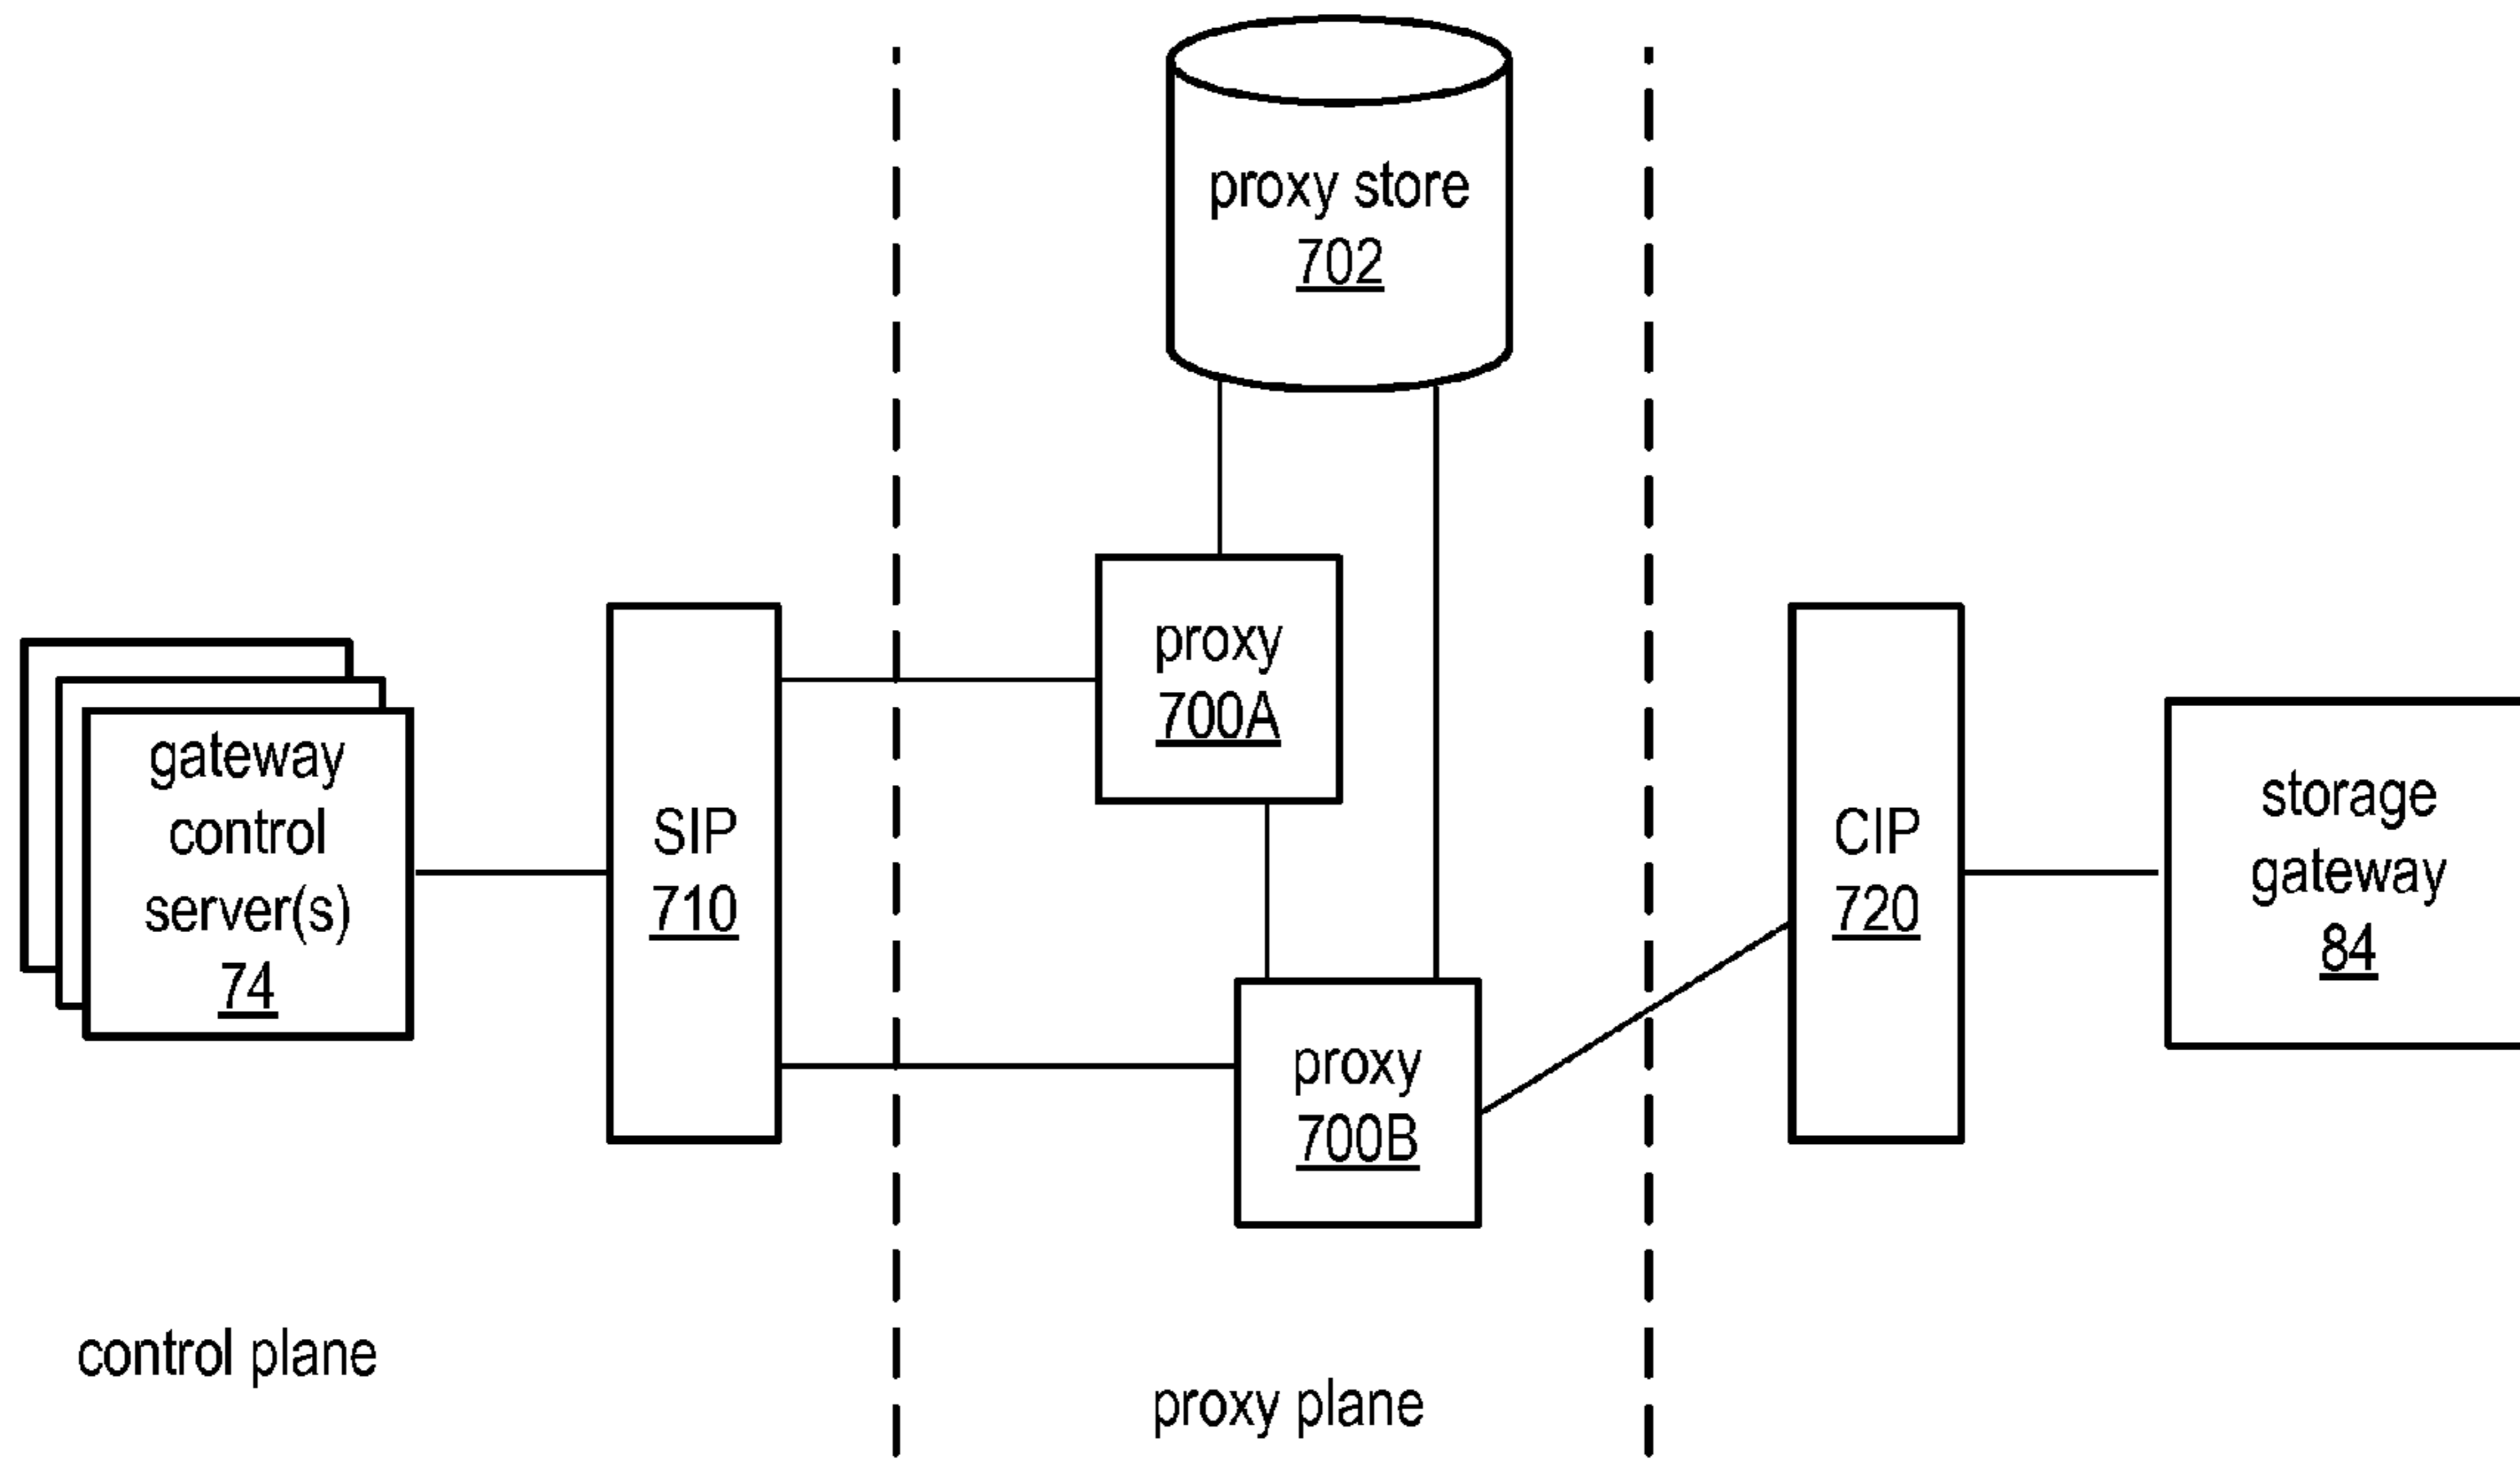 proxy store
702
proxy
700A
gateway
control
server(s)
74
SIP
710
CIP
720
storage
gateway
84
proxy
700B
control plane
proxy plane